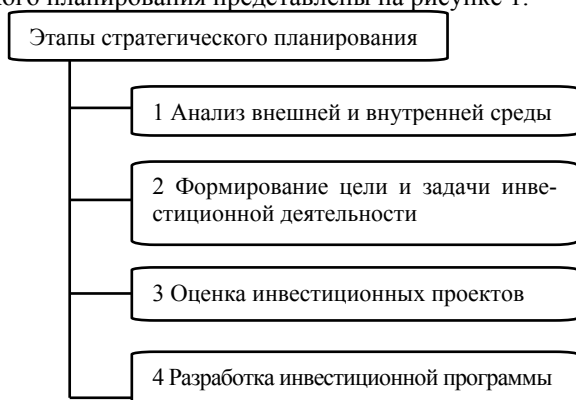 кого планирования представлены на рисунке 1.
Этапы стратегического планирования
1 Анализ внешней и внутренней среды
2 Формирование цели и задачи инве-
стиционной деятельности
3 Оценка инвестиционных проектов
4 Разработка инвестиционной программы